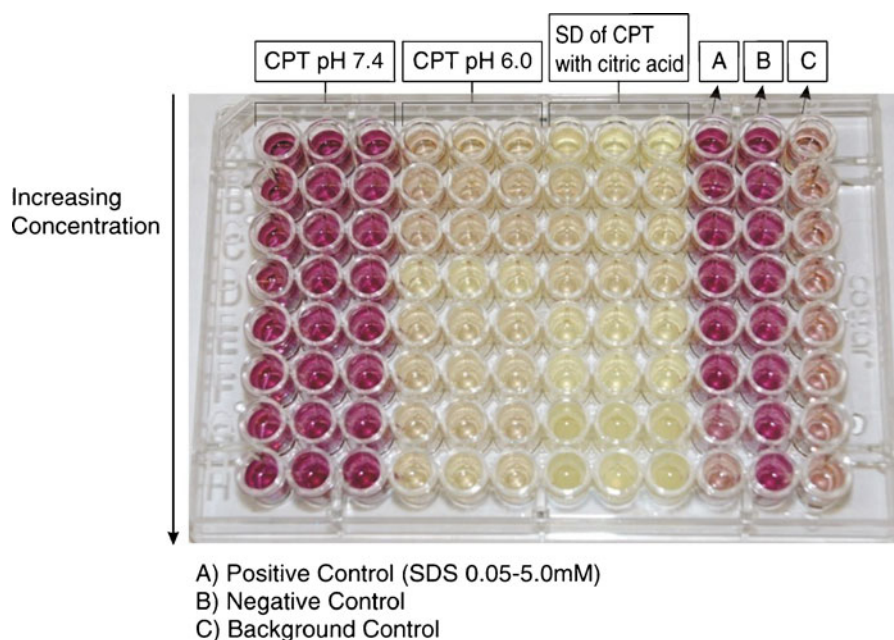 CPT pH 7.4
CPT pH 6.0
SD of CPT
with citric acid
A
B
C
Increasing
Concentration
B
C
D
E
F
G
H
A) Positive Control (SDS 0.05-5.0mM)
B) Negative Control
C) Background Control